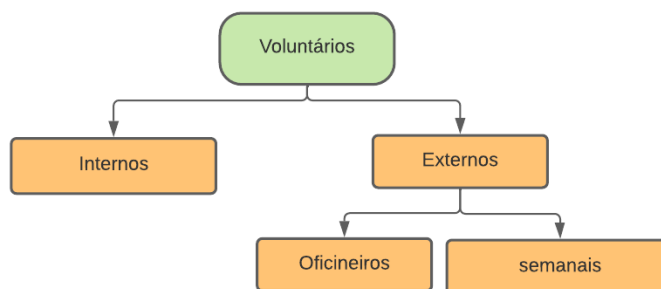 Voluntários
Internos
Externos
Oficineiros
semanais